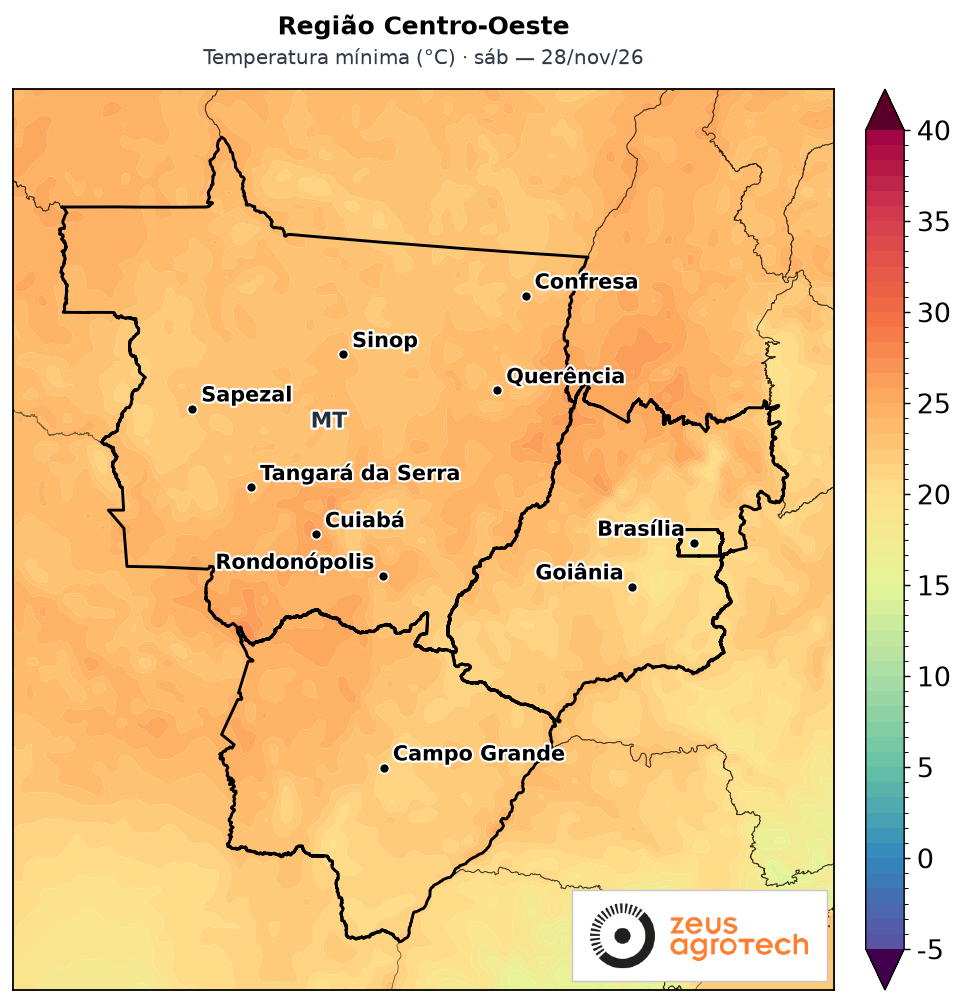 Região Centro-Oeste
Temperatura mínima (°C) · sáb — 28/nov/26
Confresa
Sinop
Querência
Sapezal
MT
Tangará da Serra
Cuiabá
Brasília
Rondonópolis
Goiânia
Campo Grande
40
35
30
25
20
15
10
5
0
-5
zeus
agrotech